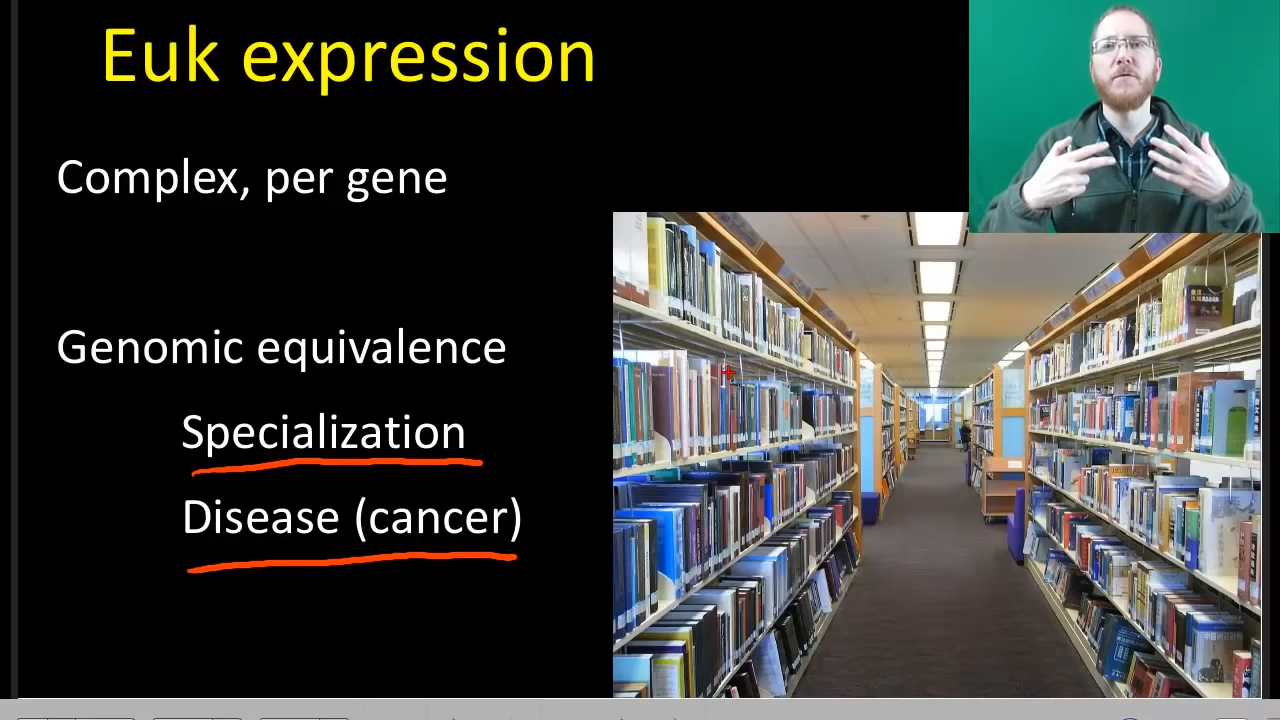 Euk expression
Complex, per gene
Genomic equivalence
Specialization
Disease (cancer)